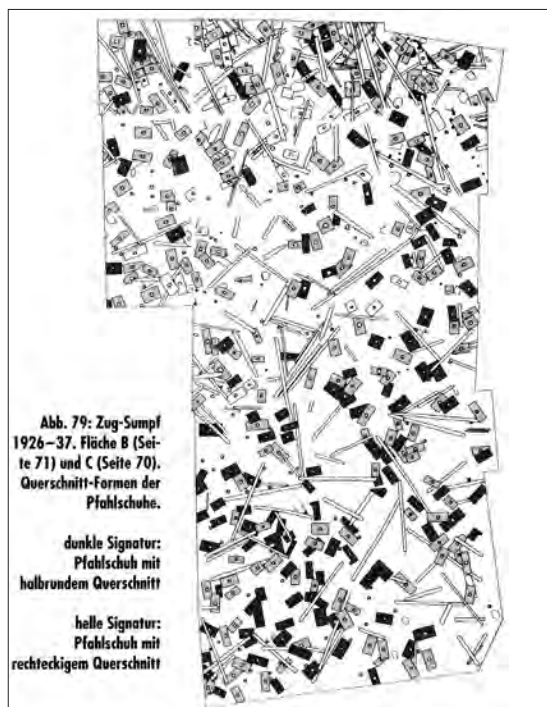 Abb. 79: Zug-Sumpf
1926–37. Fläche B (Sei-
te 71) und C (Seite 70).
Querschnitt-Formen der
Pfahlschuhe.
dunkle Signatur:
Pfahlschuh mit
halbrundem Querschnitt
helle Signatur:
Pfahlschuh mit
rechteckigem Querschnitt